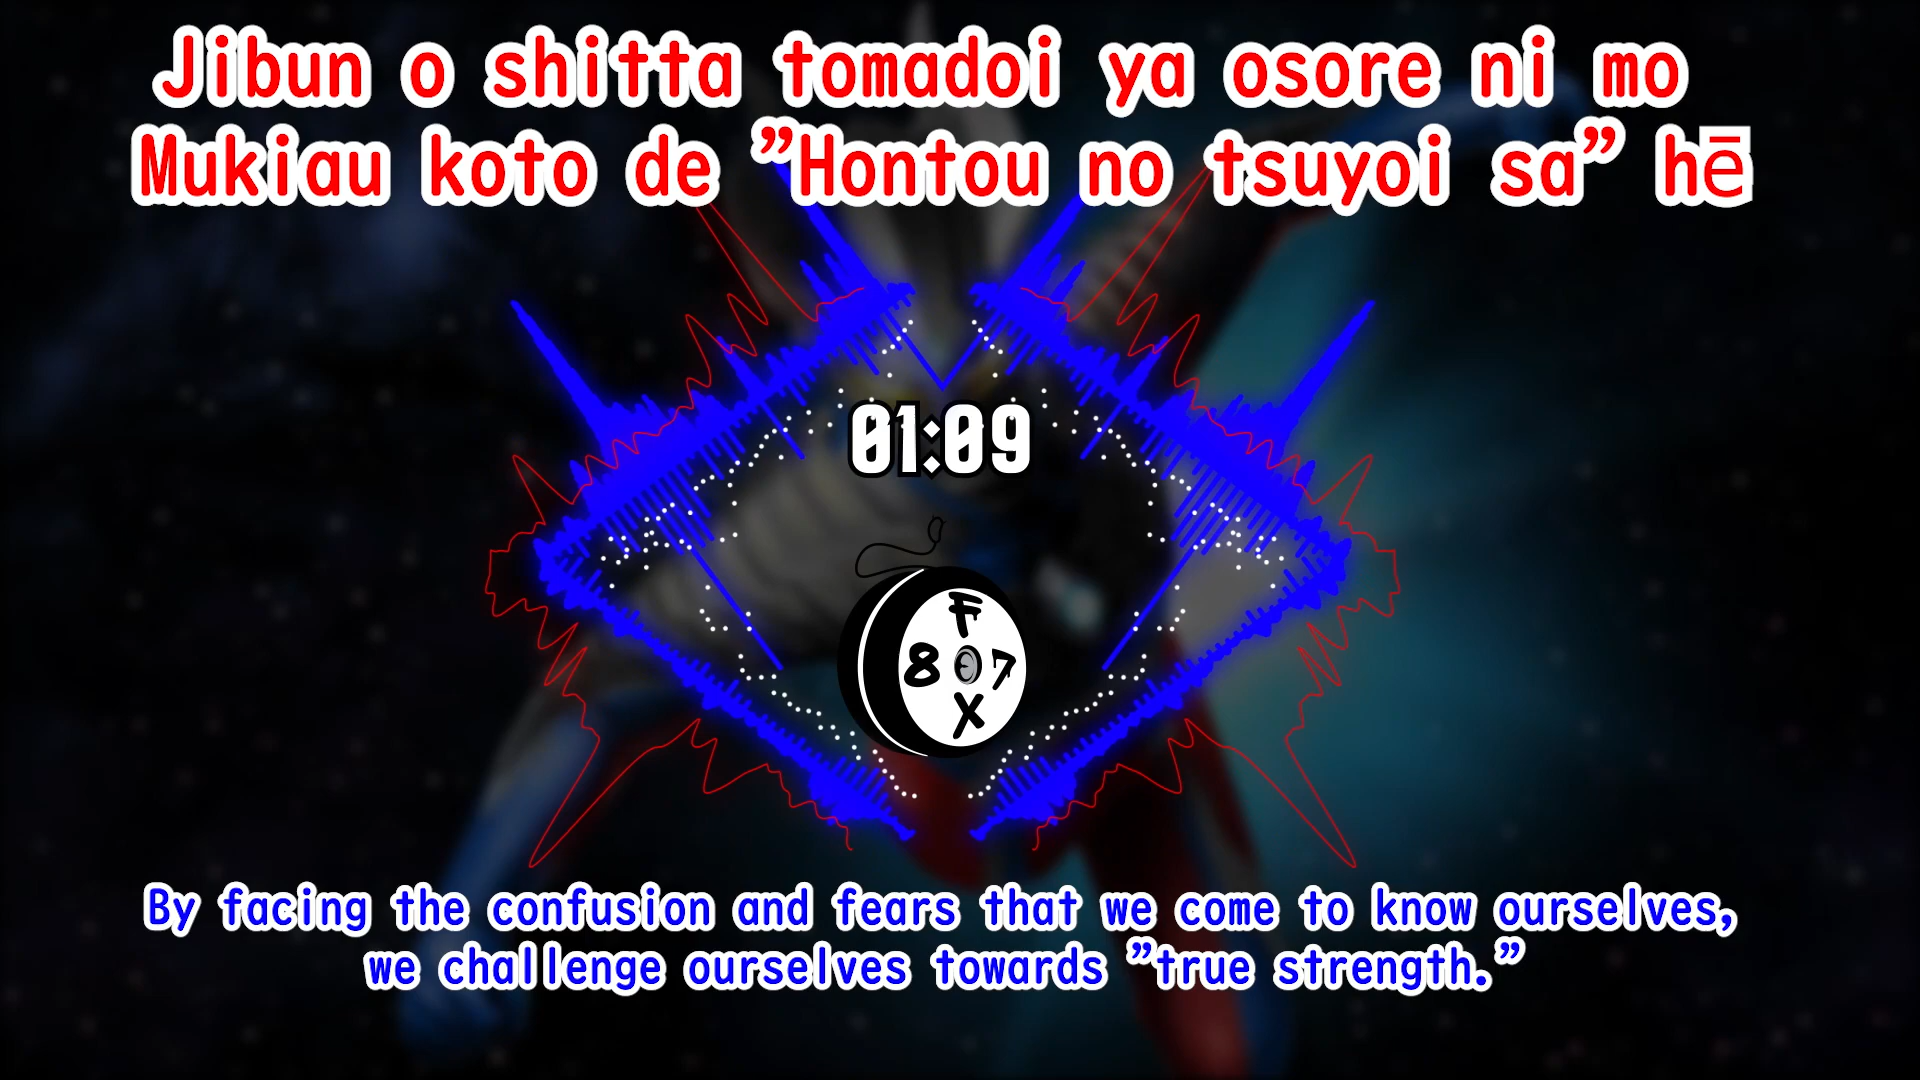 Jibun o shitta tomadoi ya osore ni mo
Mukiau koto de ”Hontou no tsuyoi sa” hē
01:09
F
8 7
X
By facing the confusion and fears that we come to know ourselves,
we challenge ourselves towards ”true strength.”